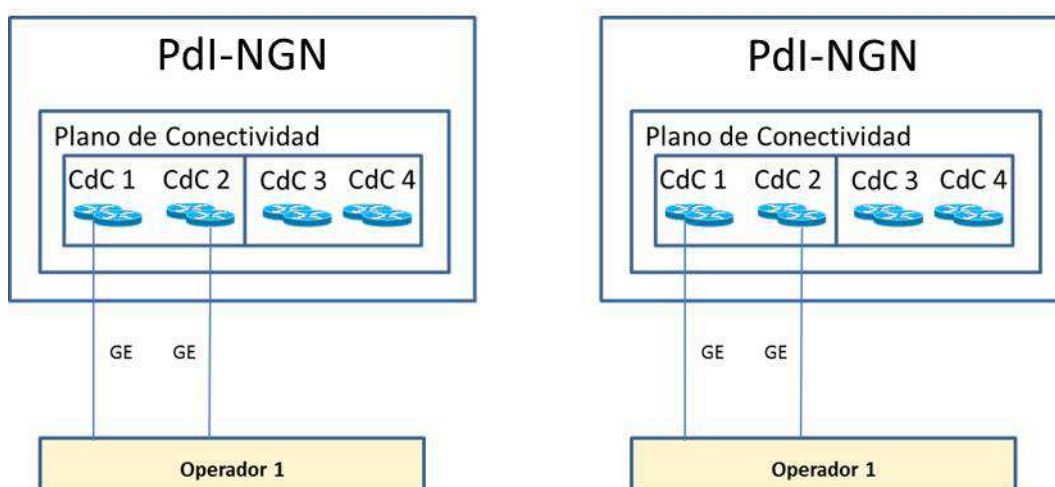 PdI-NGN
Plano de Conectividad
CdC 1 CdC 2 CdC 3 CdC 4
GE GE
Operador 1
PdI-NGN
Plano de Conectividad
CdC 1 CdC 2 CdC 3 CdC 4
GE GE
Operador 1